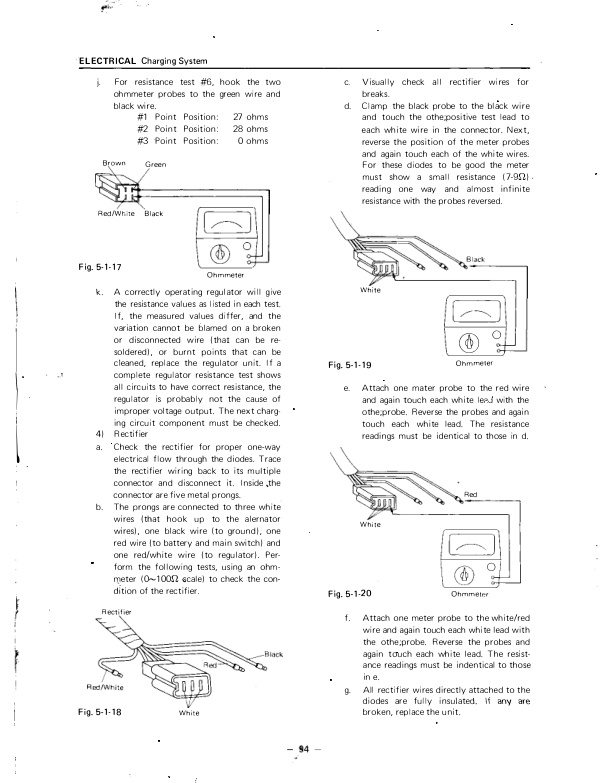 ELECTRICAL Charging System
j. For resistance test #6, hook the two
ohmmeter probes to the green wire and
black wire.
#1 Point Position: 27 ohms
#2 Point Position: 28 ohms
#3 Point Position: 0 ohms
Brown Green
Red/White Black
Fig. 5-1-17
Ohmmeter
k. A correctly operating regulator will give
the resistance values as listed in each test.
If, the measured values differ, and the
variation cannot be blamed on a broken
or disconnected wire (that can be re-
soldered), or burnt points that can be
cleaned, replace the regulator unit. If a
complete regulator resistance test shows
all circuits to have correct resistance, the
regulator is probably not the cause of
improper voltage output. The next charg-
ing circuit component must be checked.
4) Rectifier
a. Check the rectifier for proper one-way
electrical flow through the diodes. Trace
the rectifier wiring back to its multiple
connector and disconnect it. Inside the
connector are five metal prongs.
b. The prongs are connected to three white
wires (that hook up to the alernator
wires), one black wire (to ground), one
red wire (to battery and main switch) and
one red/white wire (to regulator). Per-
form the following tests, using an ohm-
meter (0~100Ω scale) to check the con-
dition of the rectifier.
Rectifier
Black
Red
Red/White
White
Fig. 5-1-18
c. Visually check all rectifier wires for
breaks.
d. Clamp the black probe to the black wire
and touch the othe;positive test lead to
each white wire in the connector. Next,
reverse the position of the meter probes
and again touch each of the white wires.
For these diodes to be good the meter
must show a small resistance (7-9Ω)
reading one way and almost infinite
resistance with the probes reversed.
Black
White
Fig. 5-1-19
Ohmmeter
e. Attach one mater probe to the red wire
and again touch each white lead with the
othe;probe. Reverse the probes and again
touch each white lead. The resistance
readings must be identical to those in d.
Red
White
Fig. 5-1-20
Ohmmeter
f. Attach one meter probe to the white/red
wire and again touch each white lead with
the othe;probe. Reverse the probes and
again touch each white lead. The resist-
ance readings must be indentical to those
in e.
g. All rectifier wires directly attached to the
diodes are fully insulated. If any are
broken, replace the unit.
— 94 —